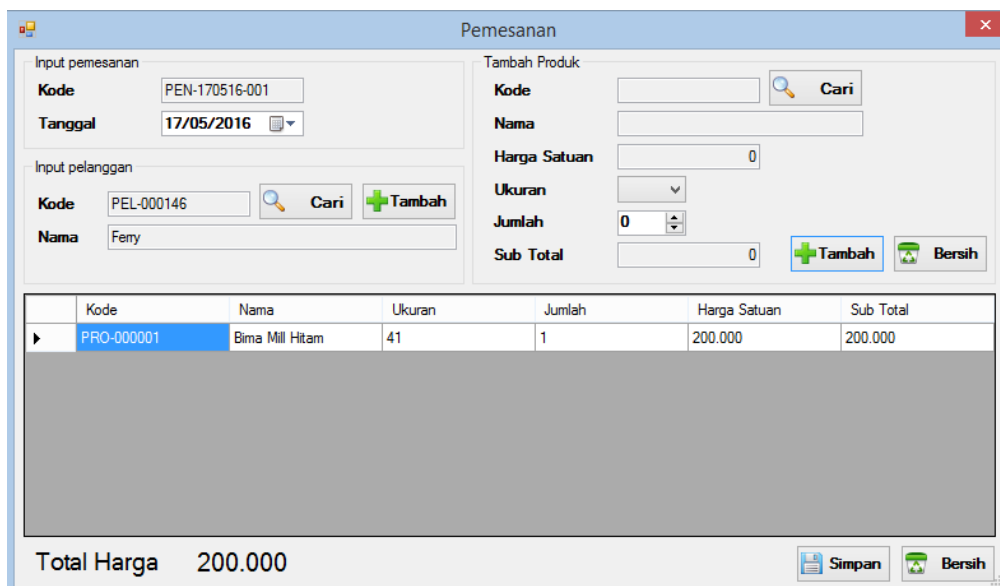 Pemesanan
Input pemesanan
Kode PEN-170516-001
Tanggal 17/05/2016
Input pelanggan
Kode PEL-000146 Cari Tambah
Nama Ferry
Tambah Produk
Kode Cari
Nama
Harga Satuan 0
Ukuran
Jumlah 0
Sub Total 0 Tambah Bersih
Kode Nama Ukuran Jumlah Harga Satuan Sub Total
PRO-000001 Bima Mill Hitam 41 1 200.000 200.000
Total Harga 200.000 Simpan Bersih